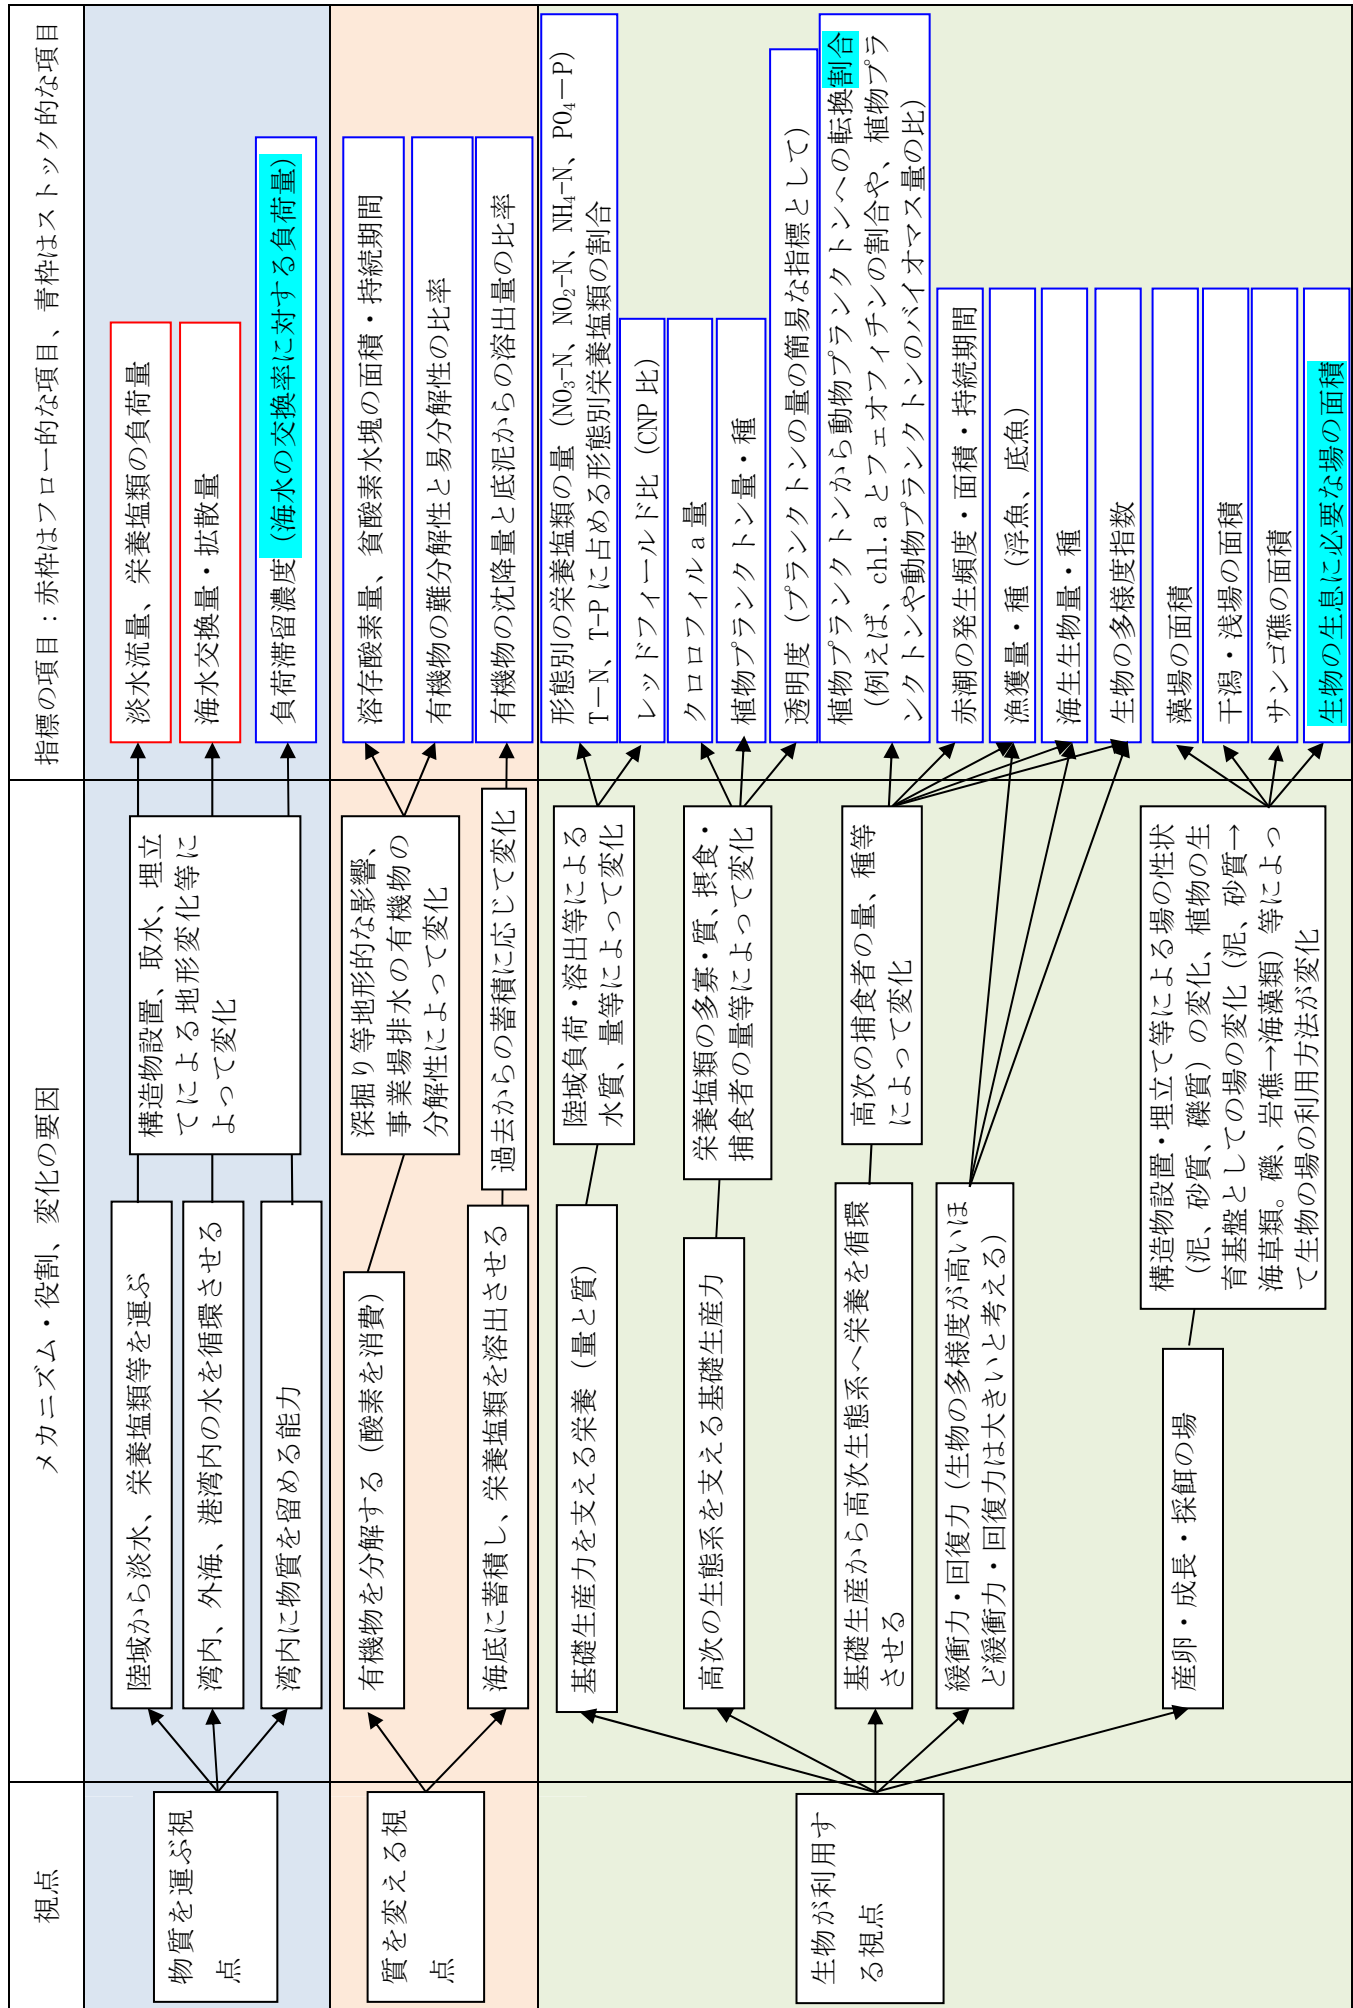 視点
メカニズム・役割、変化の要因
指標の項目：赤枠はフロー的な項目、青枠はストック的な項目
物質を運ぶ視
点
陸域から淡水、栄養塩類等を運ぶ
湾内、外海、港湾内の水を循環させる
湾内に物質を留める能力
構造物設置、取水、埋立
てによる地形変化等に
よって変化
淡水流量、栄養塩類の負荷量
海水交換量・拡散量
負荷滞留濃度（海水の交換率に対する負荷量）
質を変える視
点
有機物を分解する（酸素を消費）
海底に蓄積し、栄養塩類を溶出させる
深掘り等地形的な影響、
事業場排水の有機物の
分解性によって変化
過去からの蓄積に応じて変化
溶存酸素量、貧酸素水塊の面積・持続期間
有機物の難分解性と易分解性の比率
有機物の沈降量と底泥からの溶出量の比率
生物が利用す
る視点
基礎生産力を支える栄養（量と質）
高次の生態系を支える基礎生産力
基礎生産から高次生態系へ栄養を循環
させる
緩衝力・回復力（生物の多様度が高いほ
ど緩衝力・回復力は大きいと考える）
産卵・成長・採餌の場
陸域負荷・溶出等による
水質、量等によって変化
栄養塩類の多寡・質、摂食・
捕食者の量等によって変化
高次の捕食者の量、種等
によって変化
構造物設置・埋立て等による場の性状
（泥、砂質、礫質）の変化、植物の生
育基盤としての場の変化（泥、砂質→
海草類。礫、岩礁→海藻類）等によっ
て生物の場の利用方法が変化
形態別の栄養塩類の量（NO₃-N、NO₂-N、NH₄-N、PO₄-P）
T-N、T-Pに占める形態別栄養塩類の割合
レッドフィールド比（CNP比）
クロロフィルａ量
植物プランクトン量・種
透明度（プランクトンの量の簡易な指標として）
植物プランクトンから動物プランクトンへの転換割合
（例えば、chl.aとフェオフィチンの割合や、植物プラ
ンクトンや動物プランクトンのバイオマス量の比）
赤潮の発生頻度・面積・持続期間
漁獲量・種（浮魚、底魚）
海生生物量・種
生物の多様度指数
藻場の面積
干潟・浅場の面積
サンゴ礁の面積
生物の生息に必要な場の面積